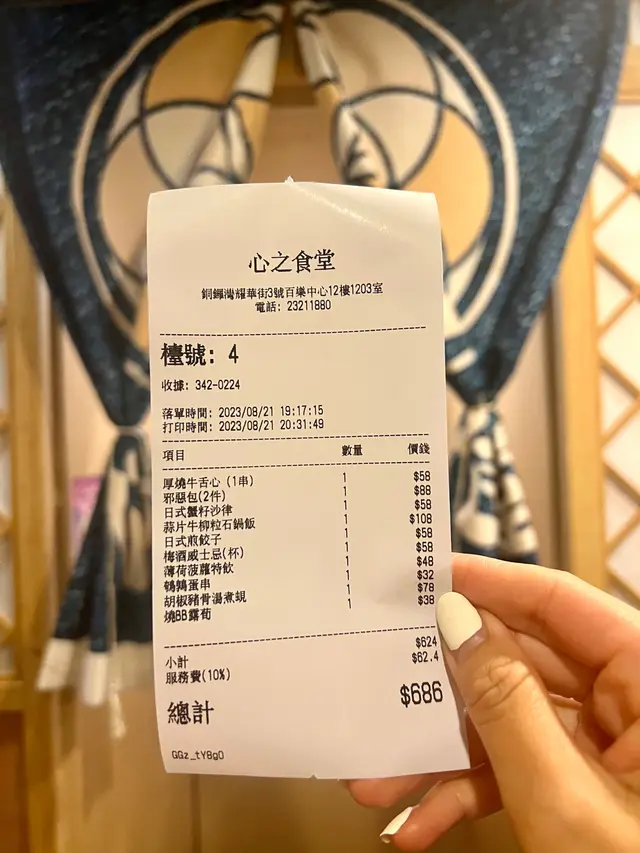 心之食堂
銅鑼灣耀華街3號百樂中心12樓1203室
電話: 23211880
檯號: 4
收據: 342-0224
落單時間: 2023/08/21 19:17:15
打印時間: 2023/08/21 20:31:49
項目 數量 價錢
厚燒牛舌心 (1串) 1 $58
邪惡包(2件) 1 $88
日式蟹籽沙律 1 $58
蒜片牛柳粒石鍋飯 1 $108
日式煎餃子 1 $58
梅酒威士忌(杯) 1 $58
薄荷菠蘿特飲 1 $48
鵪鶉蛋串 1 $32
胡椒豬骨湯煮蜆 1 $78
燒BB露筍 1 $38
小計 $624
服務費(10%) $62.4
總計 $686
GGz_tY8gO